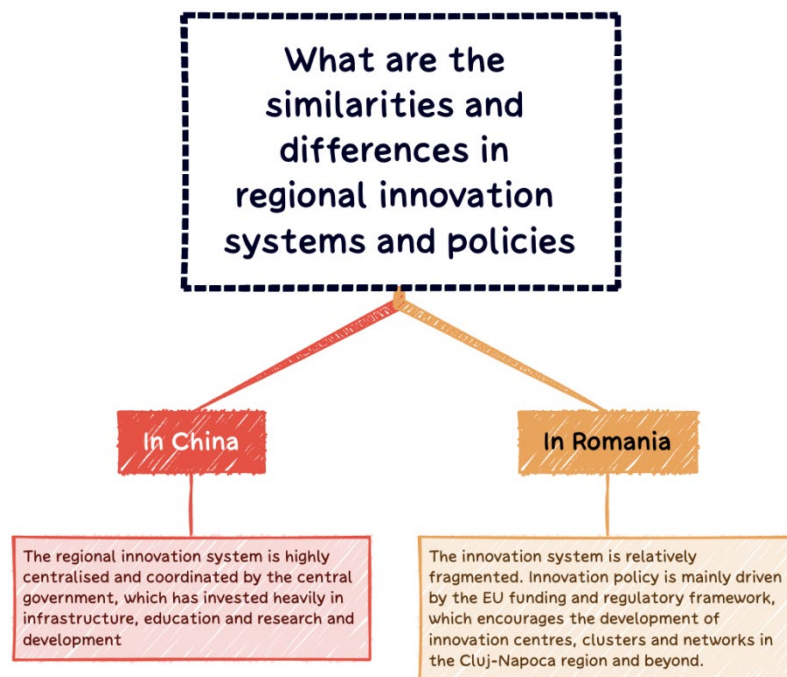 What are the
similarities and
differences in
regional innovation
systems and policies
In China
In Romania
The regional innovation system is highly
centralised and coordinated by the central
government, which has invested heavily in
infrastructure, education and research and
development
The innovation system is relatively
fragmented. Innovation policy is mainly driven
by the EU funding and regulatory framework,
which encourages the development of
innovation centres, clusters and networks in
the Cluj-Napoca region and beyond.